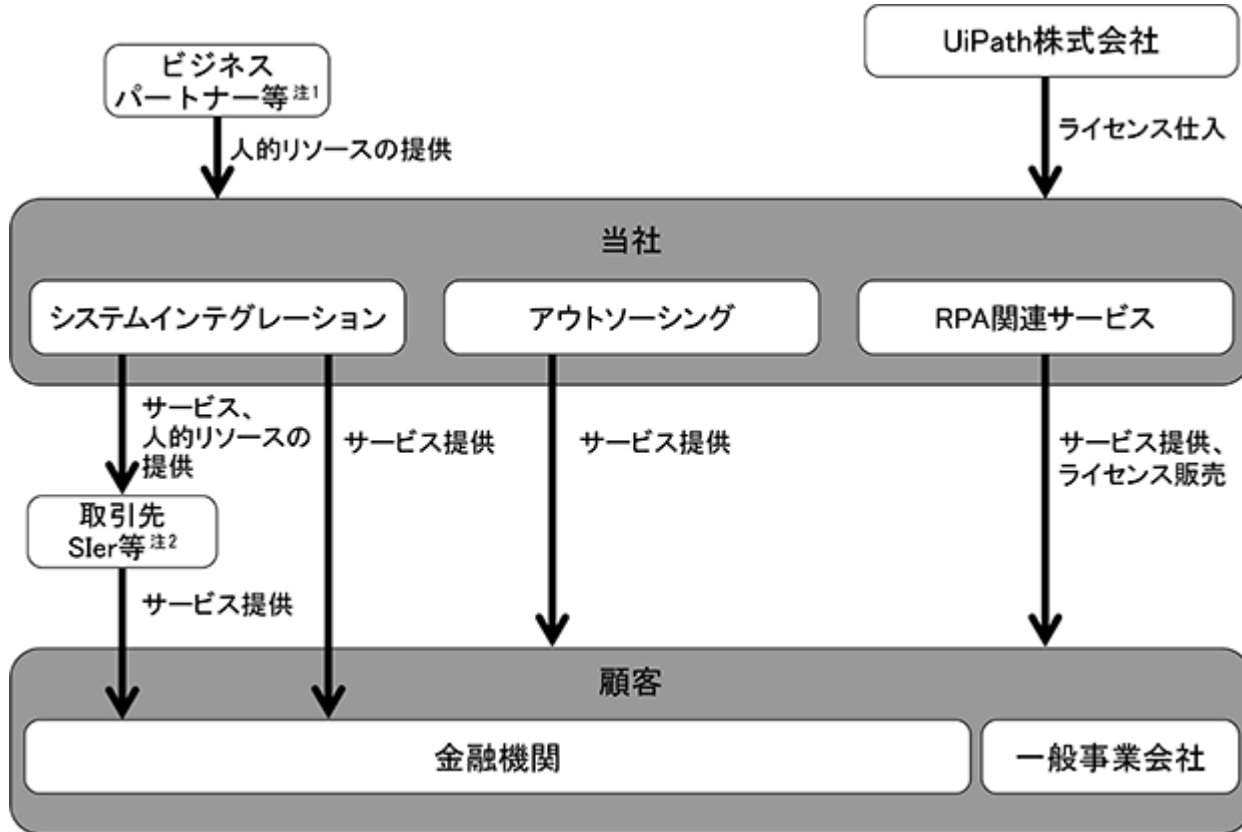 ビジネス
パートナー等 注1
UiPath株式会社
人的リソースの提供
ライセンス仕入
当社
システムインテグレーション
アウトソーシング
RPA関連サービス
サービス、
人的リソースの
提供
サービス提供
サービス提供
サービス提供、
ライセンス販売
取引先
SIer等 注2
サービス提供
顧客
金融機関
一般事業会社